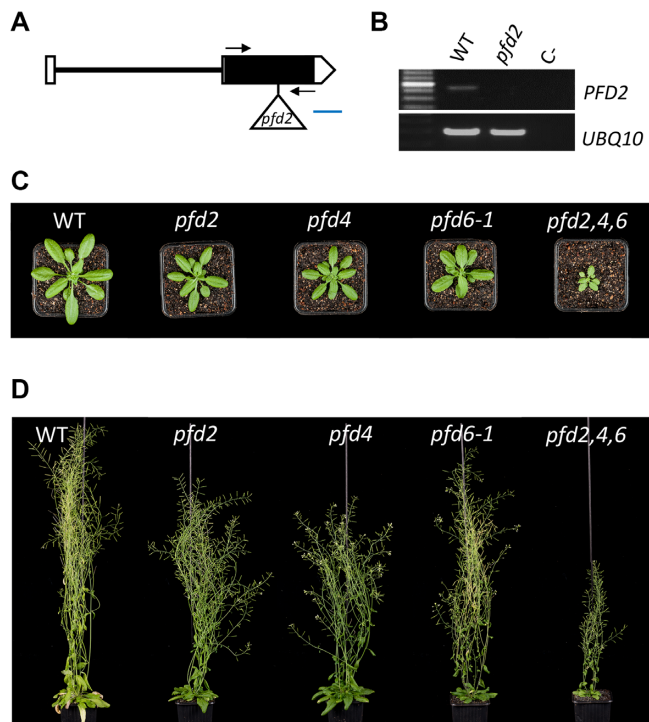 A
pfd2
B
WT pfd2 C-
PFD2
UBQ10
C
WT pfd2 pfd4 pfd6-1 pfd2,4,6
D
WT pfd2 pfd4 pfd6-1 pfd2,4,6